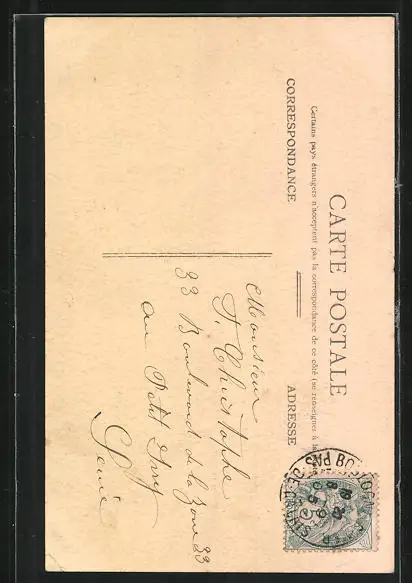 CARTE POSTALE
Certains pays étrangers n'acceptent pas la correspondance de ce côté (se renseigner à la
CORRESPONDANCE
ADRESSE
Monsieur
J. Christophe
33 Boulevard de la Zone 33
au Petit Ivry
Seine